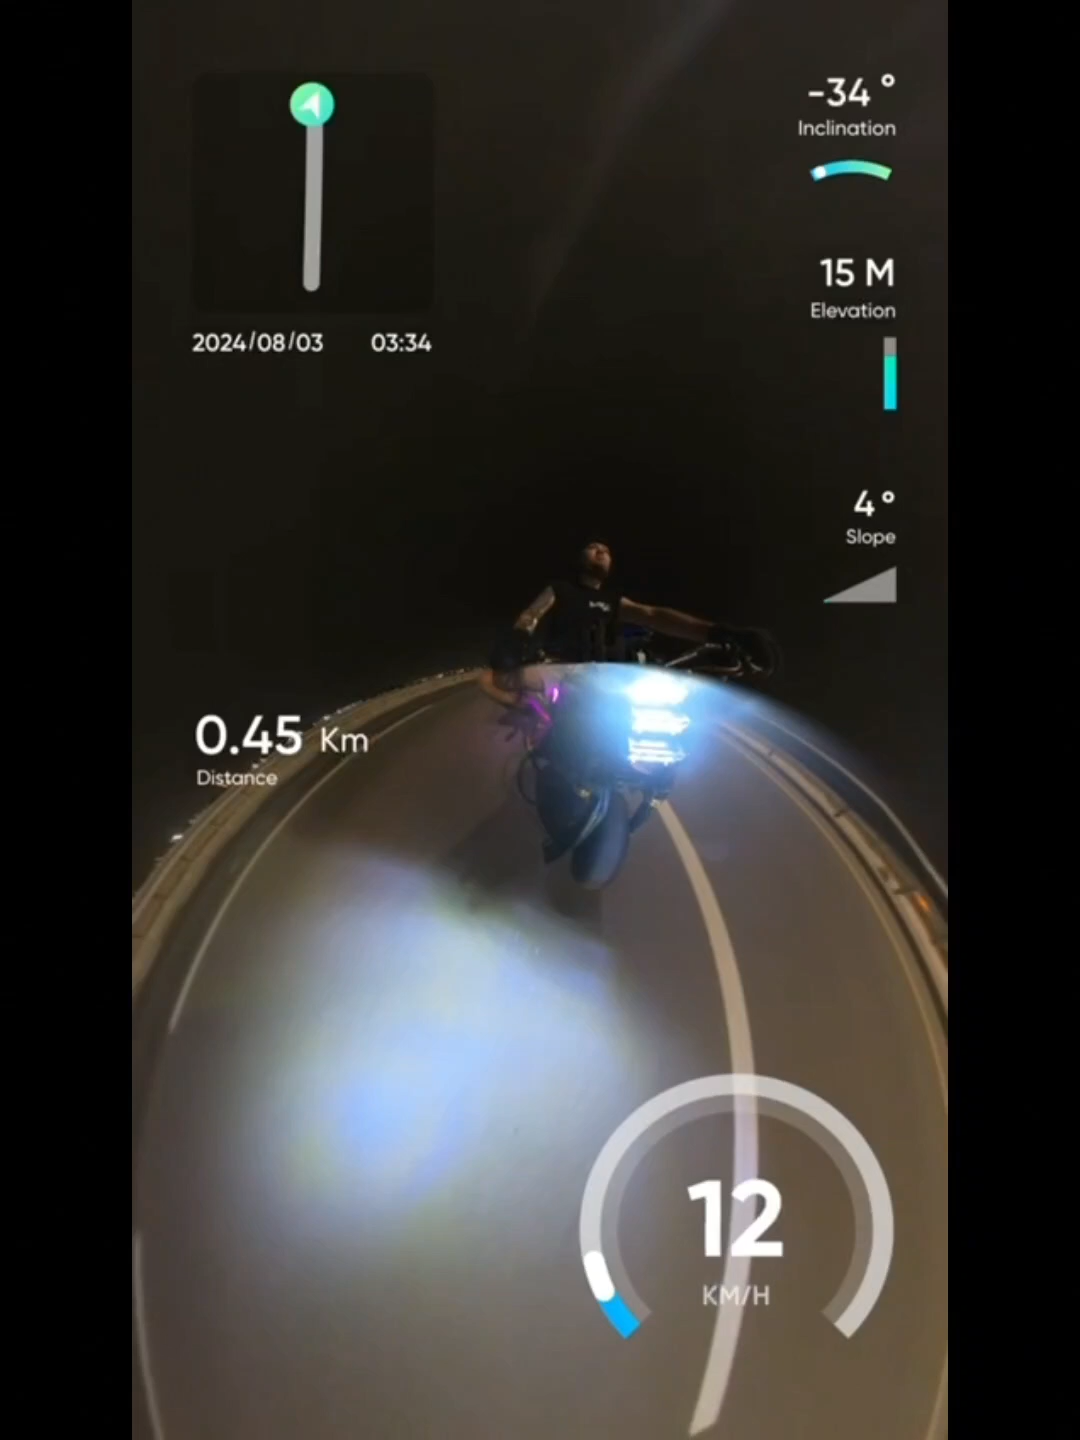 -34 °
Inclination
15 M
Elevation
2024/08/03 03:34
4 °
Slope
0.45 Km
Distance
12
KM/H